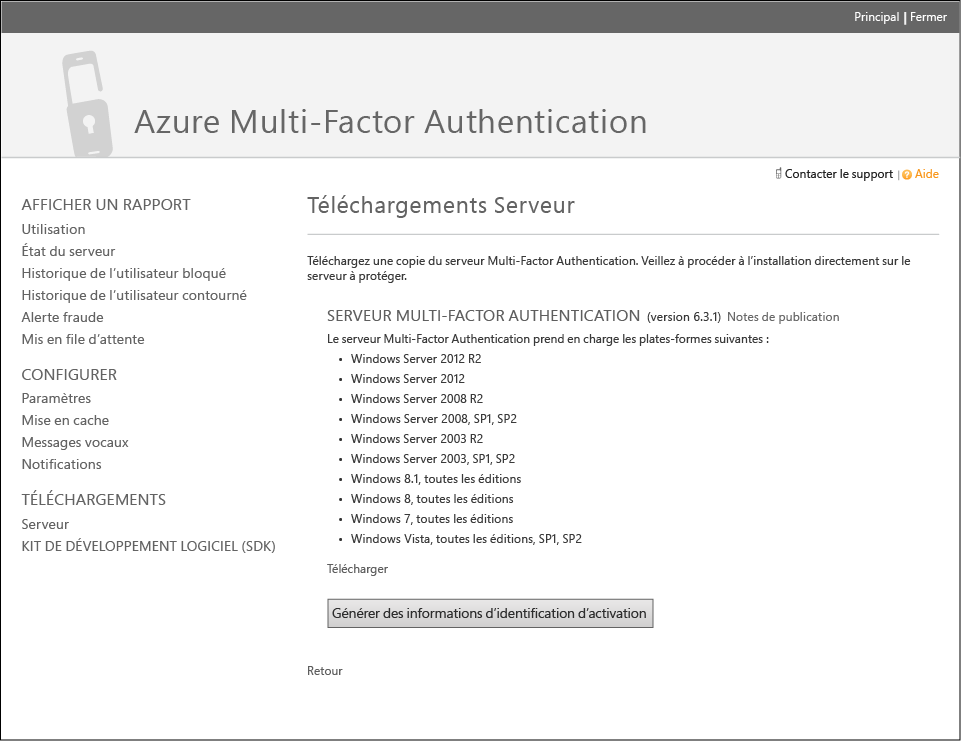 Principal | Fermer
Azure Multi-Factor Authentication
Contacter le support | Aide
AFFICHER UN RAPPORT
Utilisation
État du serveur
Historique de l’utilisateur bloqué
Historique de l’utilisateur contourné
Alerte fraude
Mis en file d’attente
CONFIGURER
Paramètres
Mise en cache
Messages vocaux
Notifications
TÉLÉCHARGEMENTS
Serveur
KIT DE DÉVELOPPEMENT LOGICIEL (SDK)
Téléchargements Serveur
Téléchargez une copie du serveur Multi-Factor Authentication. Veillez à procéder à l’installation directement sur le
serveur à protéger.
SERVEUR MULTI-FACTOR AUTHENTICATION (version 6.3.1) Notes de publication
Le serveur Multi-Factor Authentication prend en charge les plates-formes suivantes :
• Windows Server 2012 R2
• Windows Server 2012
• Windows Server 2008 R2
• Windows Server 2008, SP1, SP2
• Windows Server 2003 R2
• Windows Server 2003, SP1, SP2
• Windows 8.1, toutes les éditions
• Windows 8, toutes les éditions
• Windows 7, toutes les éditions
• Windows Vista, toutes les éditions, SP1, SP2
Télécharger
Générer des informations d’identification d’activation
Retour